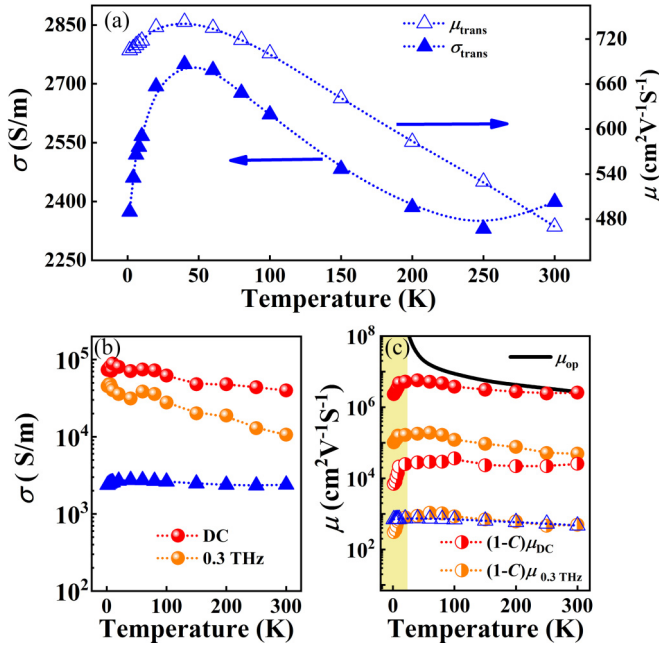 (a)
μtrans
σtrans
2850
2700
2550
2400
2250
σ (S/m)
720
660
600
540
480
μ (cm²V⁻¹S⁻¹)
0 50 100 150 200 250 300
Temperature (K)
(b)
10⁵
10⁴
10³
10²
σ ( S/m)
DC
0.3 THz
0 100 200 300
Temperature (K)
(c)
μop
10⁸
10⁶
10⁴
10²
μ (cm²V⁻¹S⁻¹)
(1-C)μDC
(1-C)μ0.3 THz
0 100 200 300
Temperature (K)